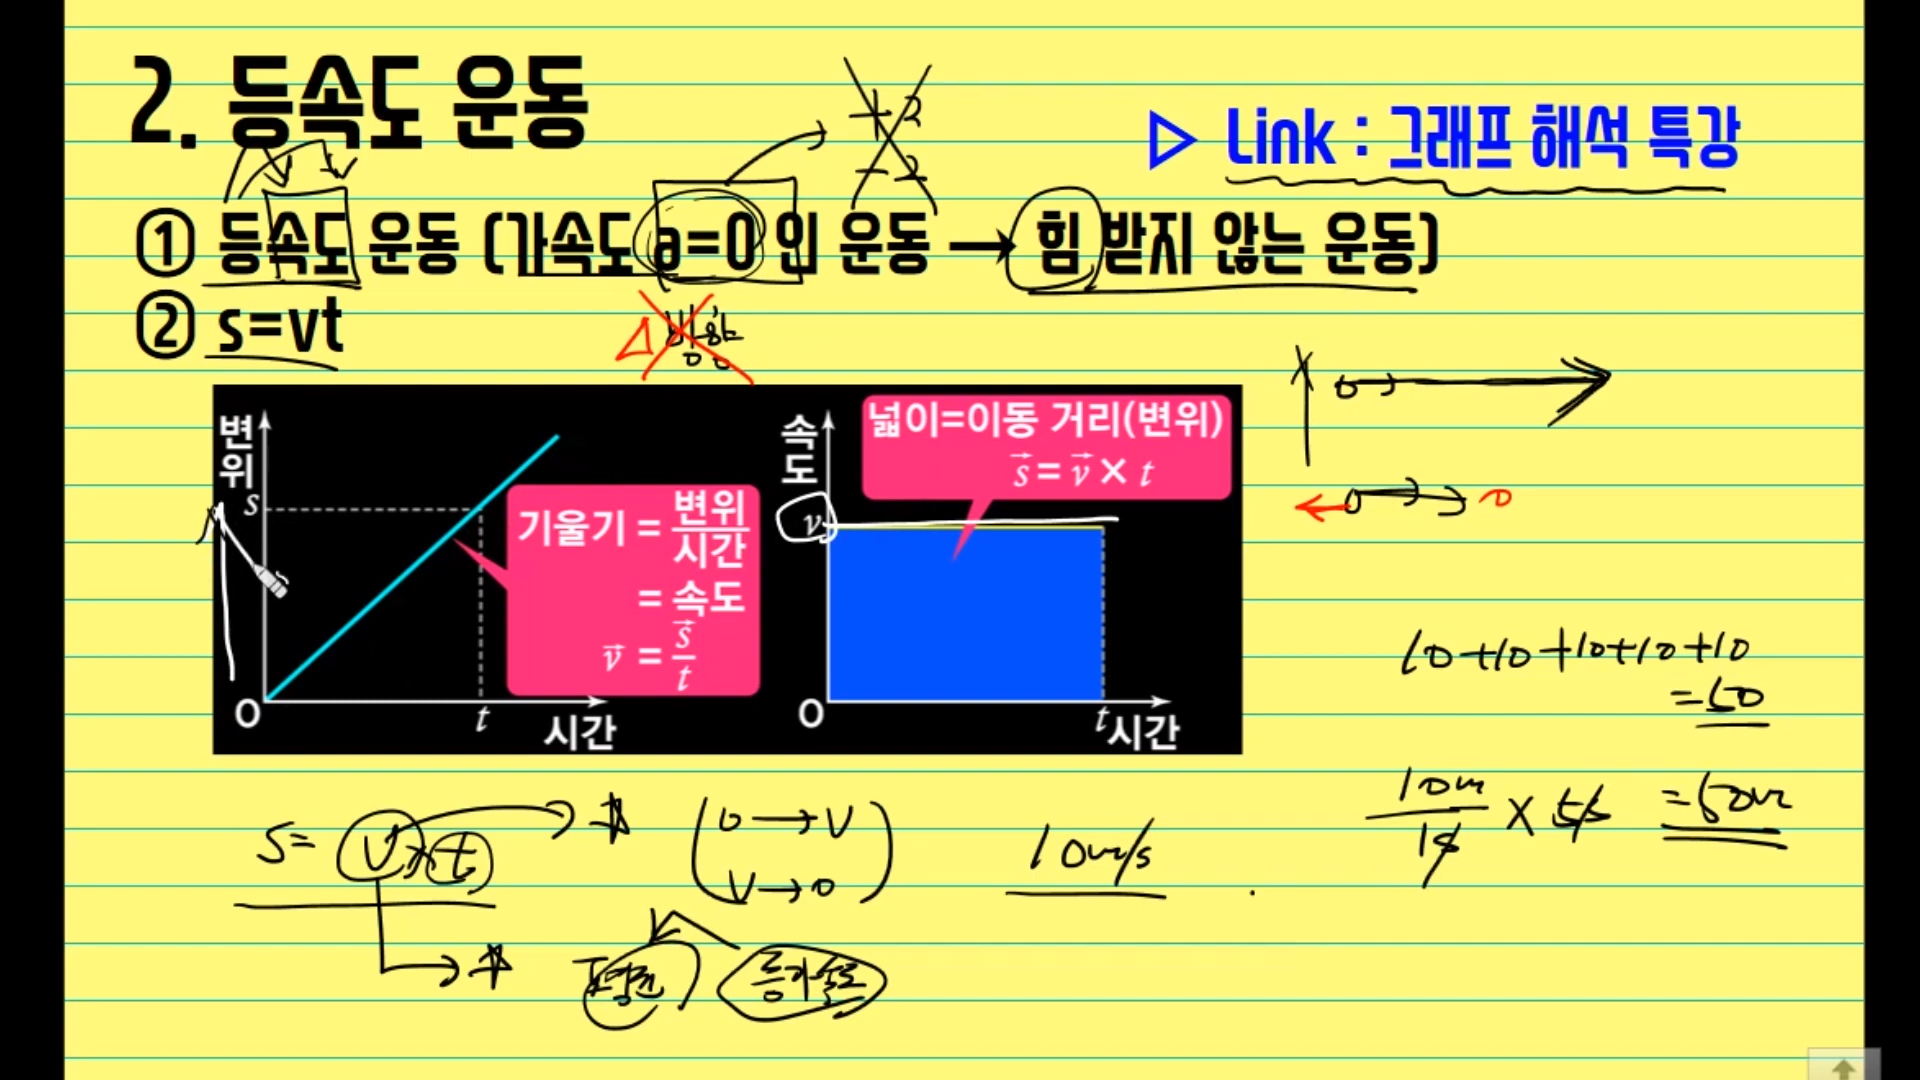 2. 등속도 운동
+2
-2
▷ Link : 그래프 해석 특강
① 등속도 운동 (가속도 a=0 인 운동 → 힘 받지 않는 운동)
② s=vt
방향
변위
s
기울기 = 변위/시간
= 속도
v = s/t
O
t
시간
속도
v
넓이=이동 거리(변위)
s = v × t
O
t
시간
10+10+10+10+10
=50
10m/1s × 5s =50m
s= v×t
0→V
V→0
10m/s
등가속도